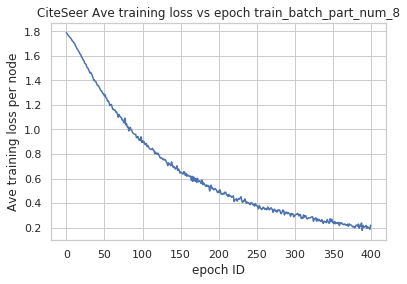 CiteSeer Ave training loss vs epoch train_batch_part_num_8
1.8
1.6
1.4
1.2
1.0
0.8
0.6
0.4
0.2
Ave training loss per node
0 50 100 150 200 250 300 350 400
epoch ID